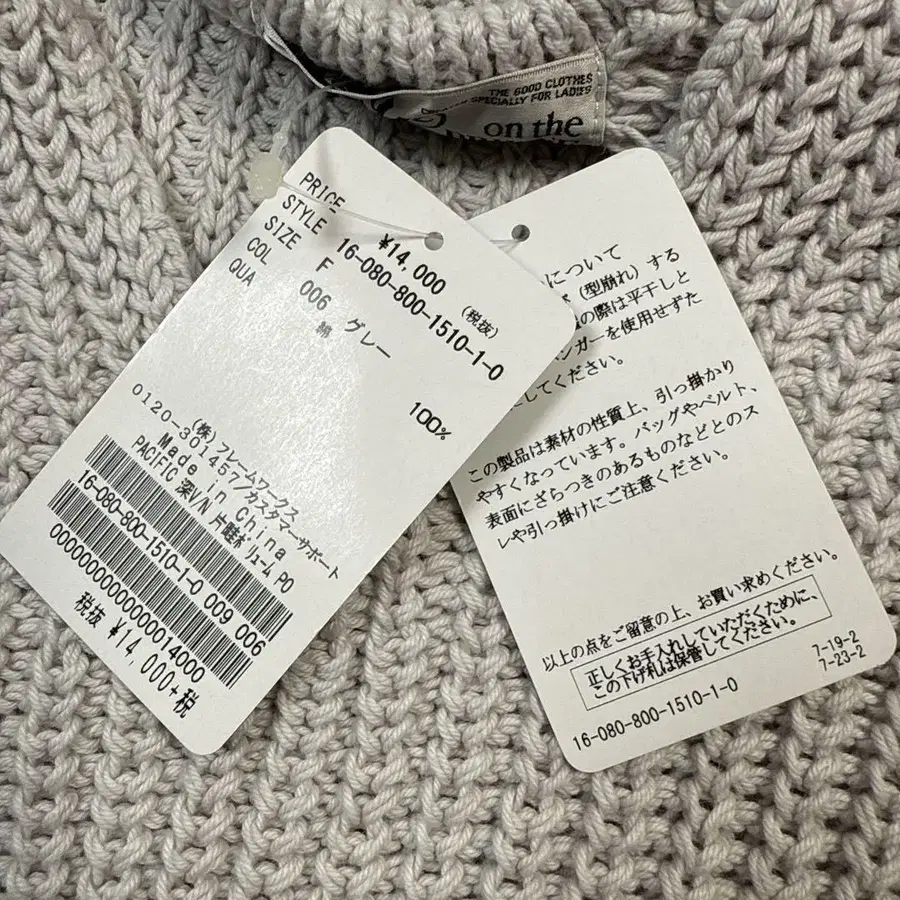 THE GOOD CLOTHES
SPECIALLY FOR LADIES
on the
PRICE ¥14,000 (税抜)
STYLE 16-080-800-1510-1-0
SIZE F
COL 006 グレー
QUA 綿 100%
(株)フレームワークス
0120-301457/カスタマーサポート
Made in China
PACIFIC 深V/N 片畦ボリュームPO
16-080-800-1510-1-0 009 006
0000000000000014000
税抜 ¥14,000+税
について
(型崩れ)する
の際は平干しと
ンガーを使用せずた
してください。
この製品は素材の性質上、引っ掛かり
やすくなっています。バッグやベルト、
表面にざらつきのあるものなどとのス
レや引っ掛けにご注意ください。
以上の点をご留意の上、お買い求めください。
正しくお手入れしていただくために、
この下げ札は保管してください。
7-19-2
7-23-2
16-080-800-1510-1-0